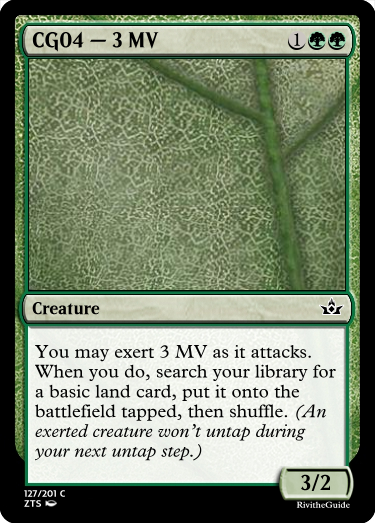 CG04 — 3 MV
1
Creature
You may exert 3 MV as it attacks.
When you do, search your library for
a basic land card, put it onto the
battlefield tapped, then shuffle. (An
exerted creature won't untap during
your next untap step.)
3/2
127/201 C
ZTS
RivitheGuide